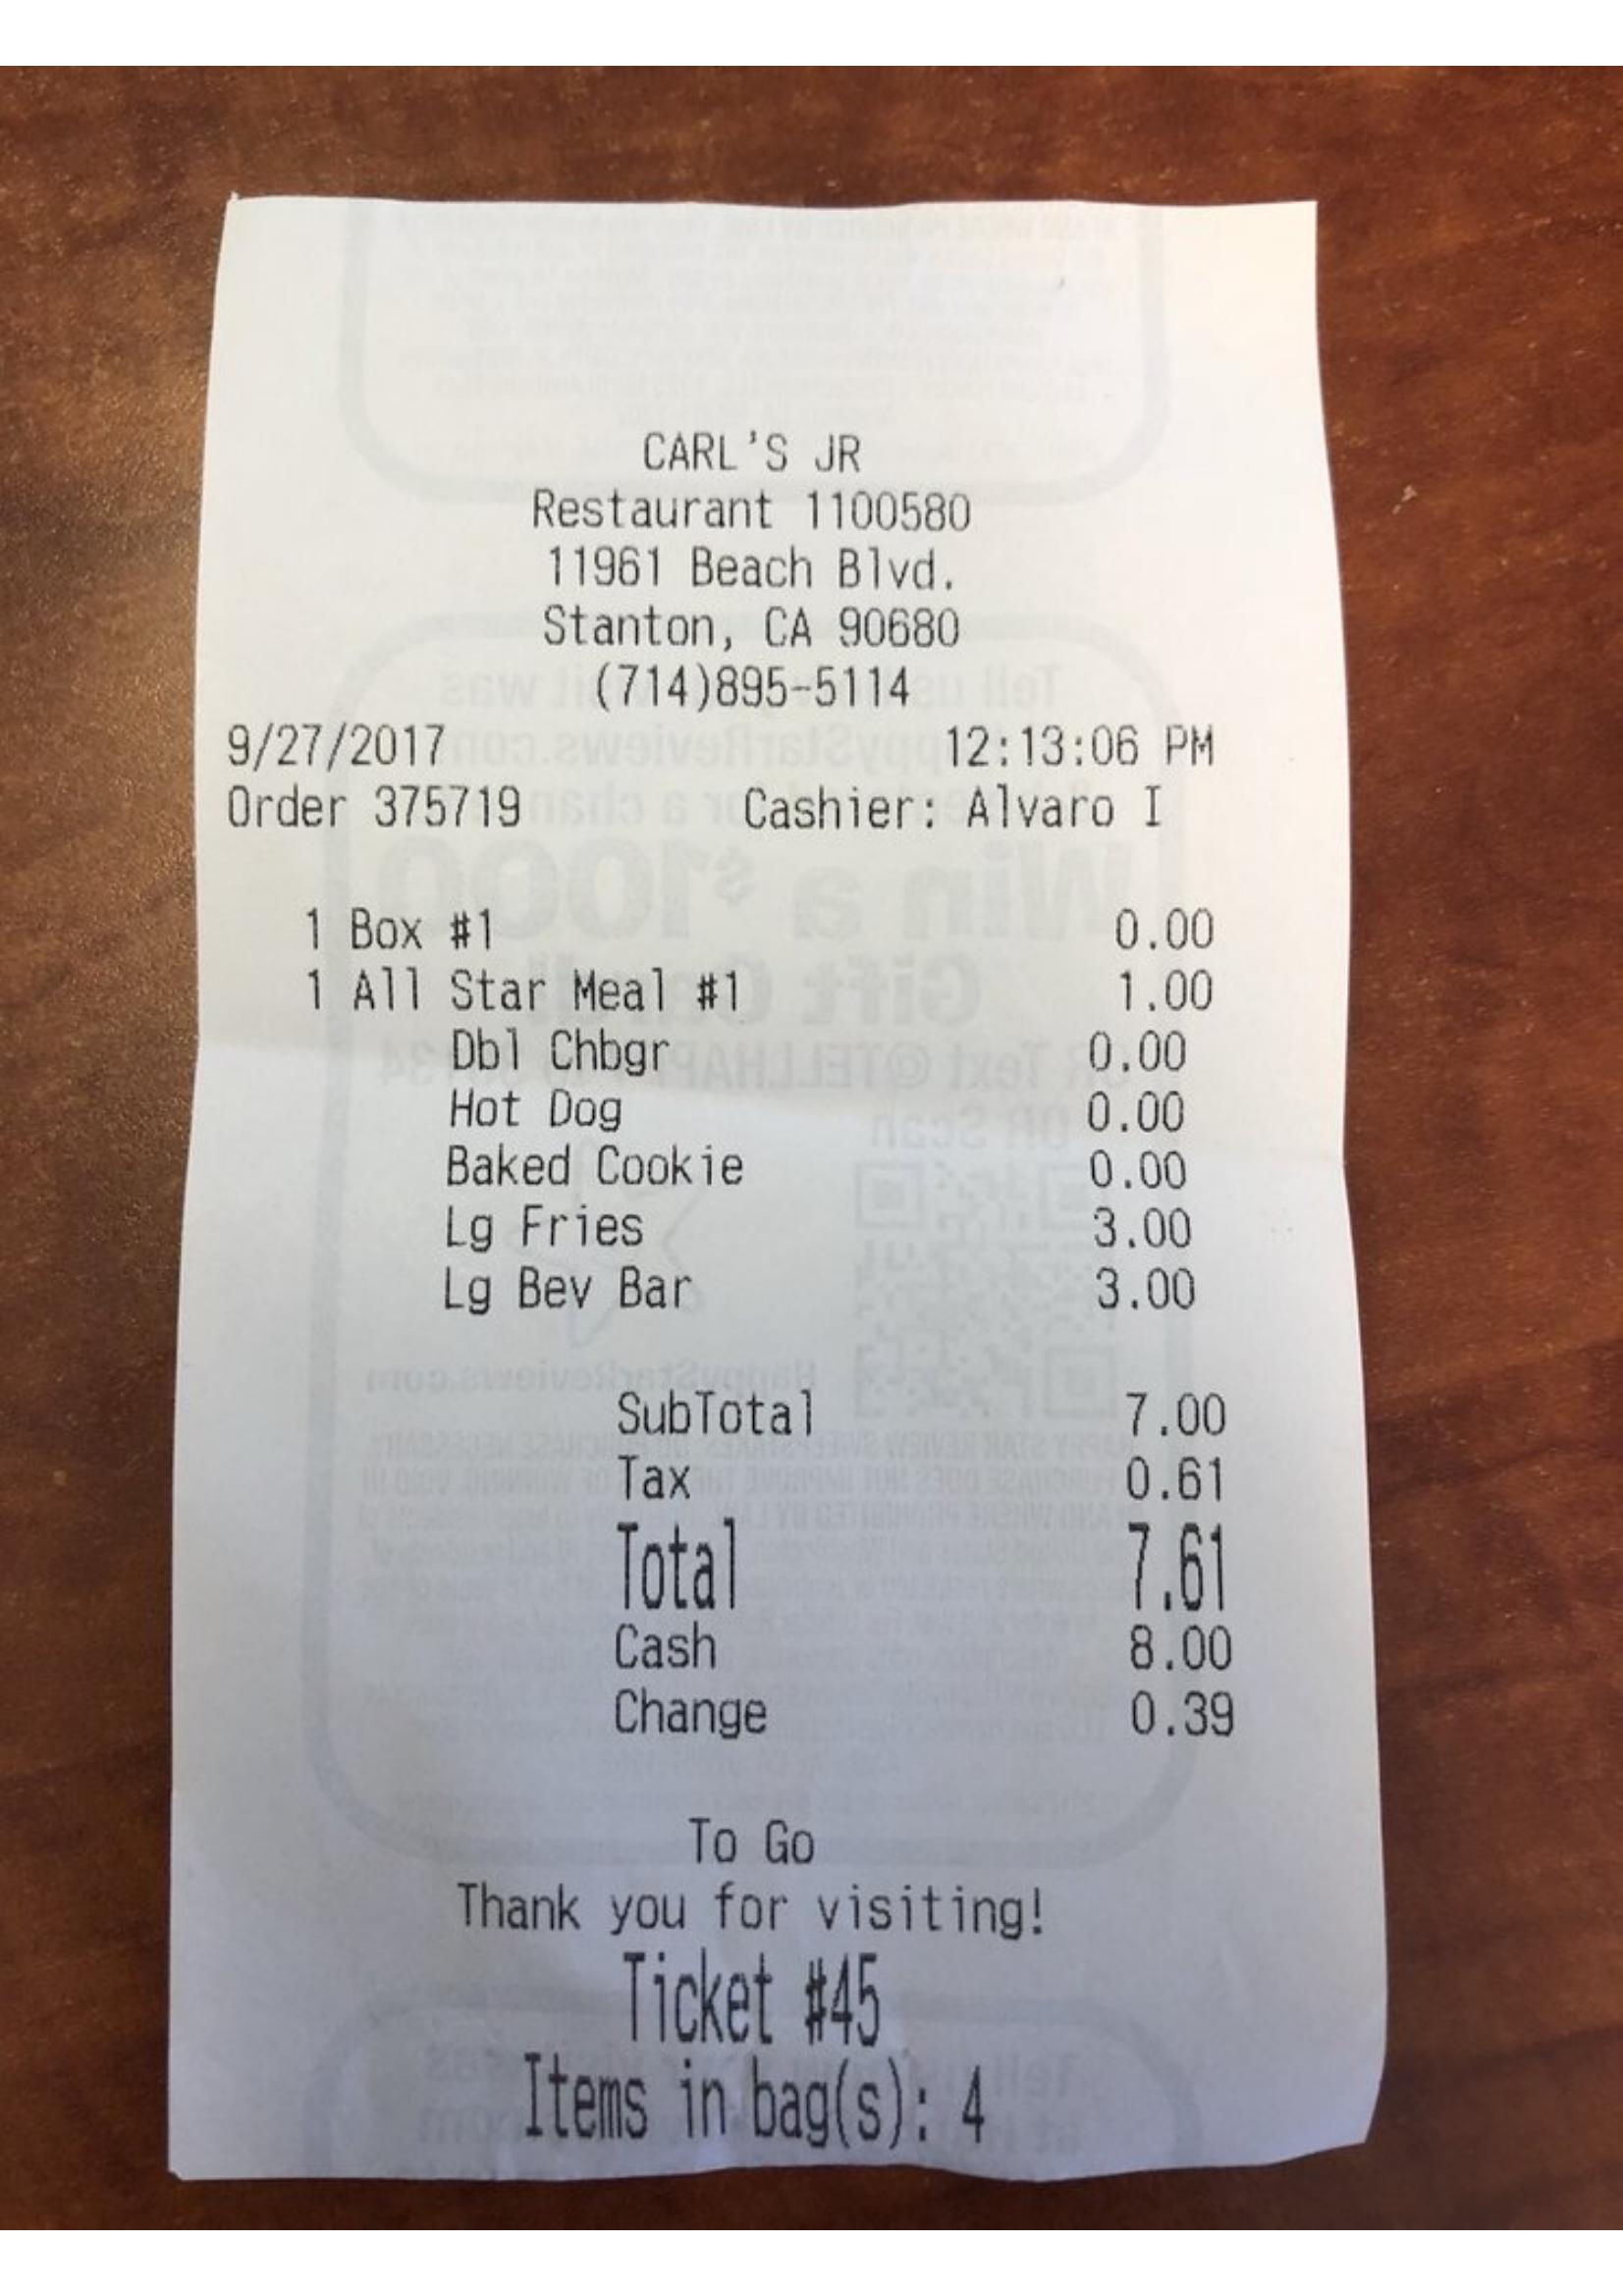 CARL'S JR
Restaurant 1100580
11961 Beach Blvd.
Stanton, CA 90680
(714)895-5114
9/27/2017 12:13:06 PM
Order 375719 Cashier: Alvaro I
1 Box #1 0.00
1 All Star Meal #1 1.00
Dbl Chbgr 0.00
Hot Dog 0.00
Baked Cookie 0.00
Lg Fries 3.00
Lg Bev Bar 3.00
SubTotal 7.00
Tax 0.61
Total 7.61
Cash 8.00
Change 0.39
To Go
Thank you for visiting!
Ticket #45
Items in bag(s): 4